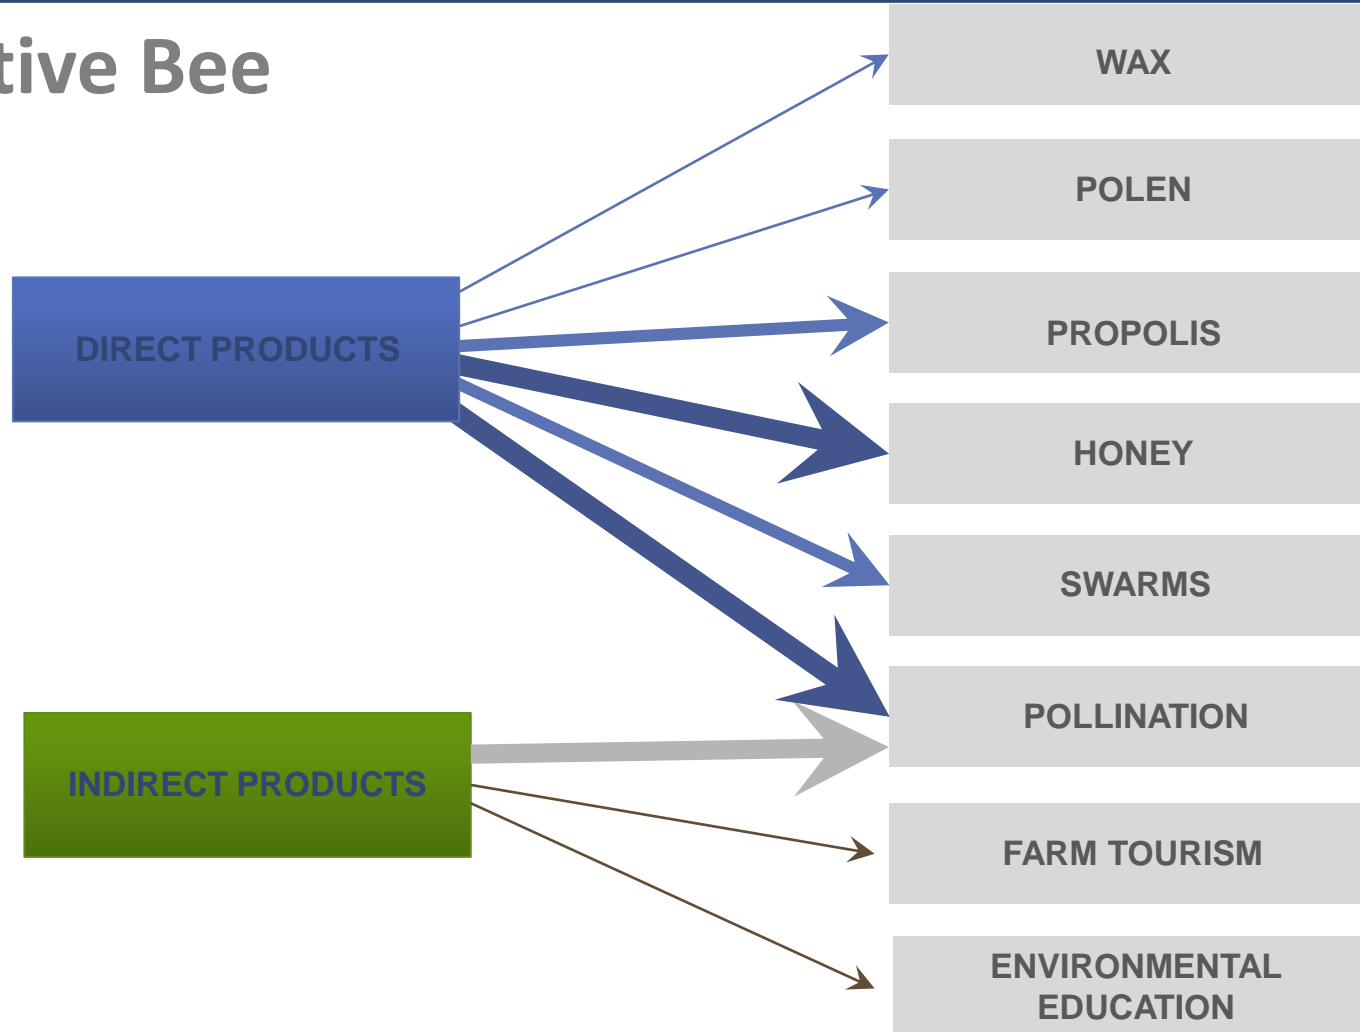 tive Bee
WAX
POLEN
DIRECT PRODUCTS
PROPOLIS
HONEY
SWARMS
POLLINATION
INDIRECT PRODUCTS
FARM TOURISM
ENVIRONMENTAL
EDUCATION